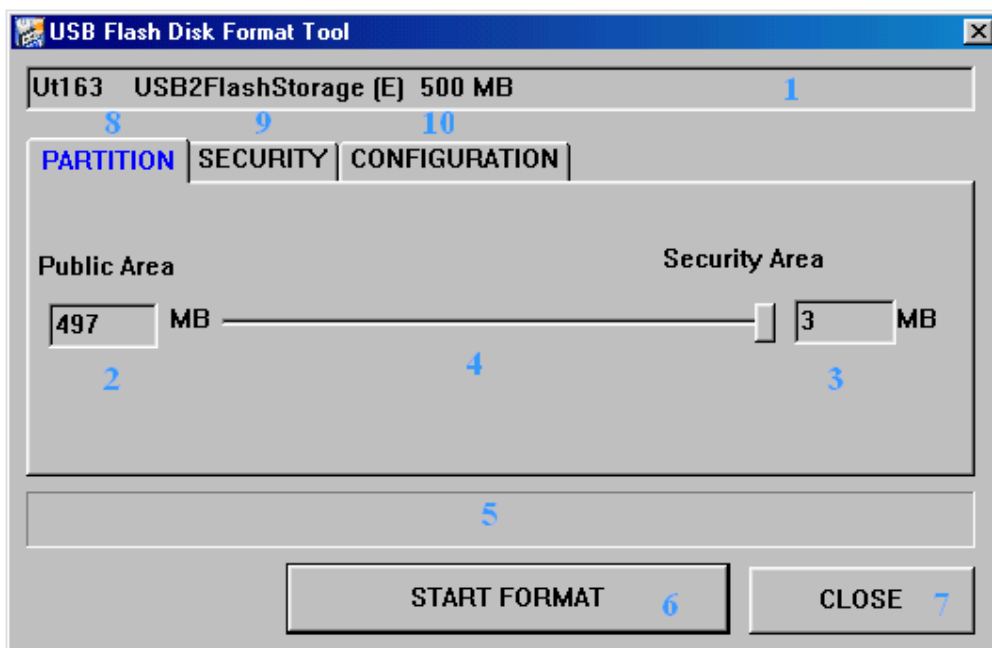 USB Flash Disk Format Tool
Ut163 USB2FlashStorage (E) 500 MB 1
8 9 10
PARTITION SECURITY CONFIGURATION
Public Area Security Area
497 MB 3 MB
2 4 3
5
START FORMAT 6 CLOSE 7